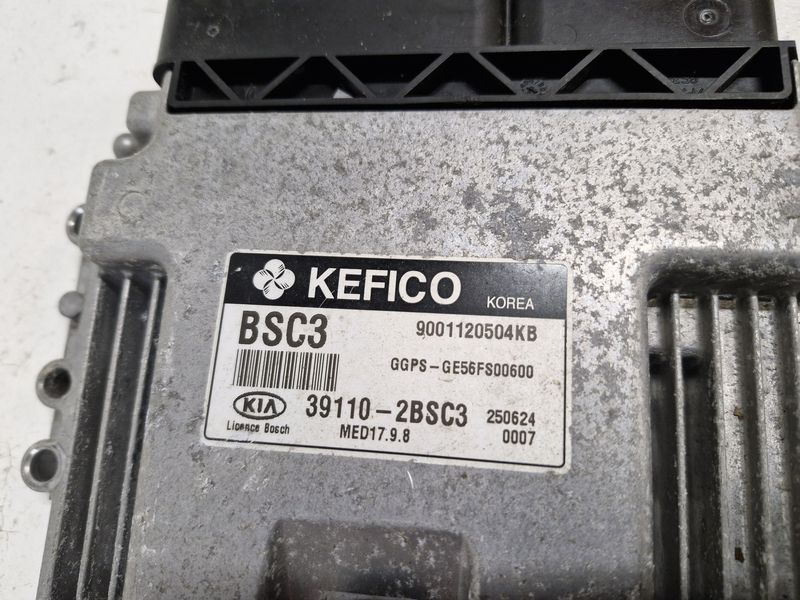 KEFICO KOREA
BSC3 9001120504KB
GGPS-GE56FS00600
KIA 39110-2BSC3 250624
Licence Bosch MED17.9.8 0007